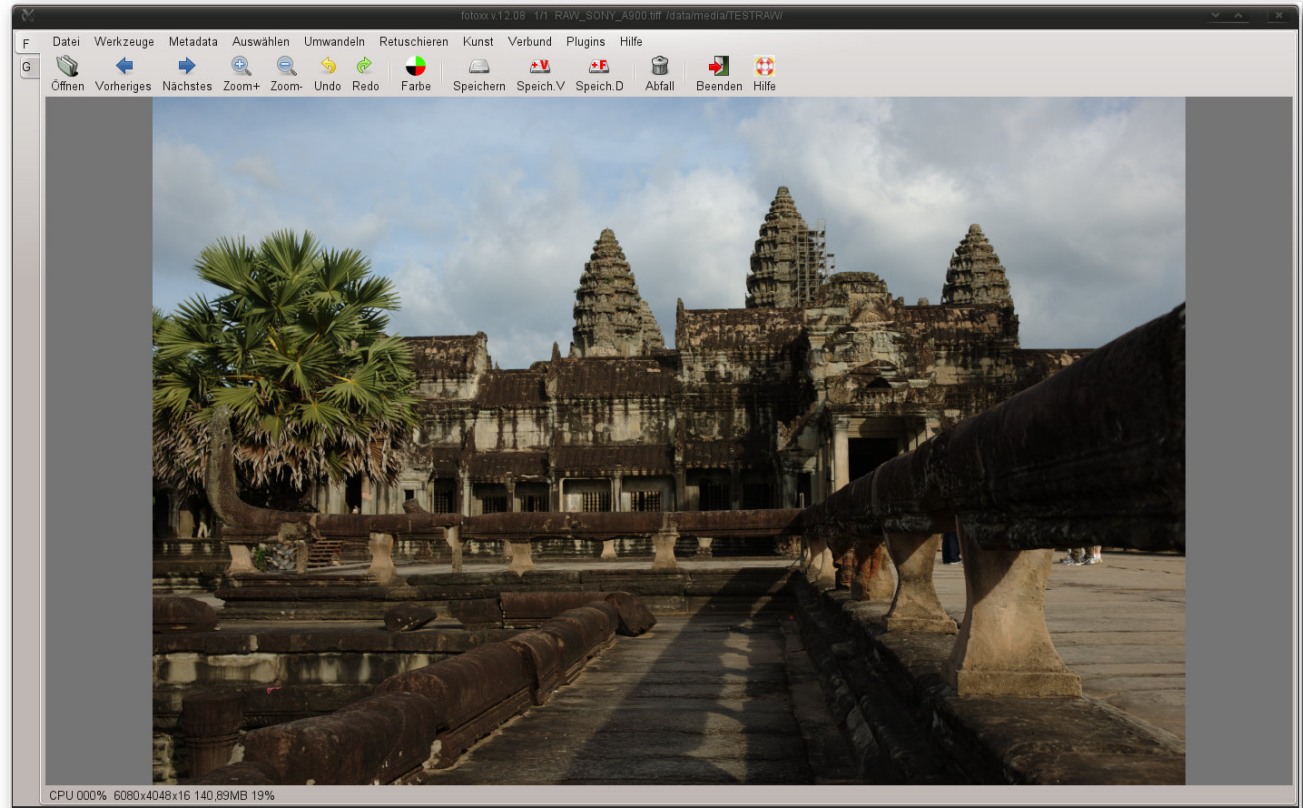 fotoxx v.12.08 1/1 RAW_SONY_A900.tiff /data/media/TESTRAW/
F Datei Werkzeuge Metadata Auswählen Umwandeln Retuschieren Kunst Verbund Plugins Hilfe
G
+V +F
Öffnen Vorheriges Nächstes Zoom+ Zoom- Undo Redo Farbe Speichern Speich.V Speich.D Abfall Beenden Hilfe
CPU 000% 6080x4048x16 140,89MB 19%